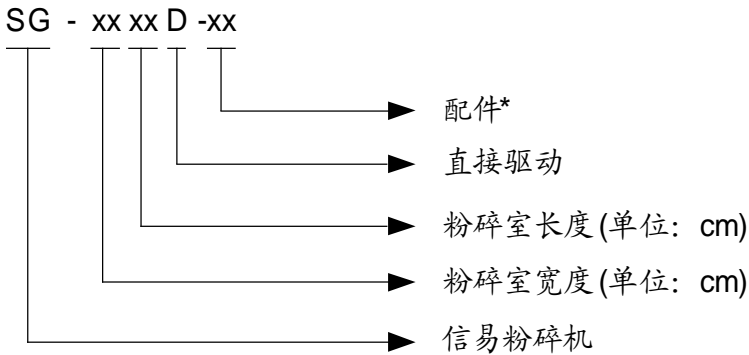 SG - xx xx D -xx
配件*
直接驱动
粉碎室长度(单位：cm)
粉碎室宽度(单位：cm)
信易粉碎机